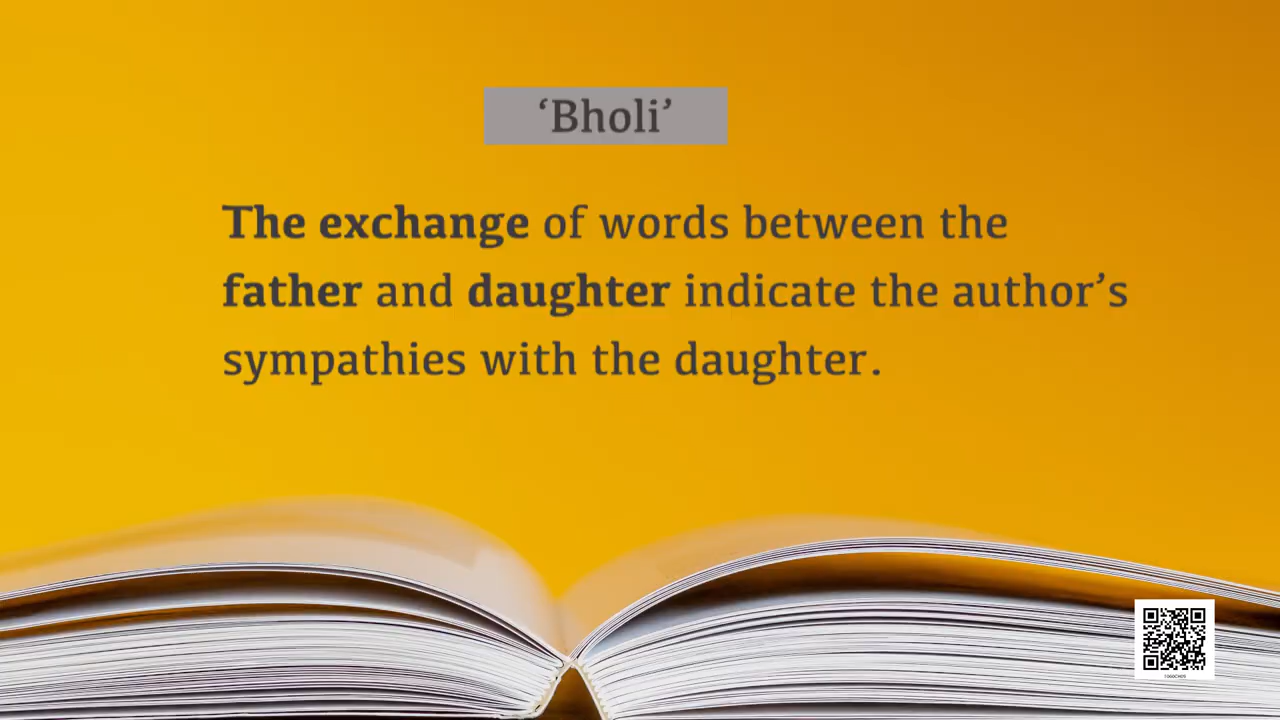 ‘Bholi’
The exchange of words between the
father and daughter indicate the author’s
sympathies with the daughter.